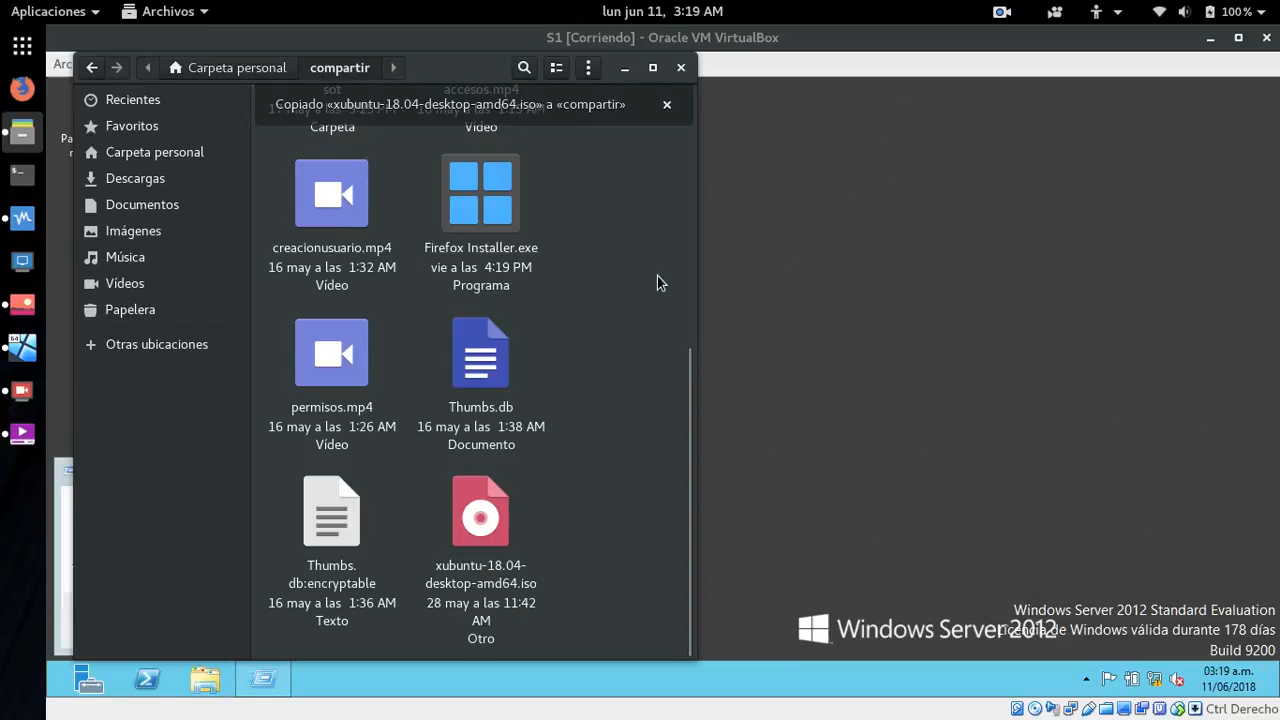 Aplicaciones
Archivos
lun jun 11, 3:19 AM
100%
S1 [Corriendo] - Oracle VM VirtualBox
Arc
Carpeta personal
compartir
Recientes
Favoritos
Carpeta personal
Descargas
Documentos
Imágenes
Música
Vídeos
Papelera
Otras ubicaciones
sot
accesos.mp4
Copiado «xubuntu-18.04-desktop-amd64.iso» a «compartir»
Carpeta
Vídeo
creacionusuario.mp4
16 may a las 1:32 AM
Vídeo
Firefox Installer.exe
vie a las 4:19 PM
Programa
permisos.mp4
16 may a las 1:26 AM
Vídeo
Thumbs.db
16 may a las 1:38 AM
Documento
Thumbs.
db:encryptable
16 may a las 1:36 AM
Texto
xubuntu-18.04-
desktop-amd64.iso
28 may a las 11:42
AM
Otro
Pa
Windows Server 2012
Windows Server 2012 Standard Evaluation
Licencia de Windows válida durante 178 días
Build 9200
03:19 a.m.
11/06/2018
Ctrl Derecho